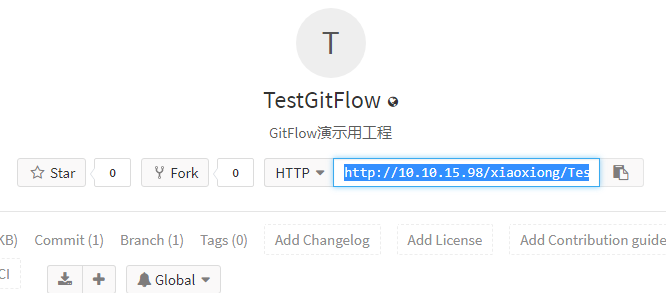 T
TestGitFlow
GitFlow演示用工程
Star 0 Fork 0 HTTP http://10.10.15.98/xiaoxiong/Tes
KB) Commit (1) Branch (1) Tags (0) Add Changelog Add License Add Contribution guide
CI Global